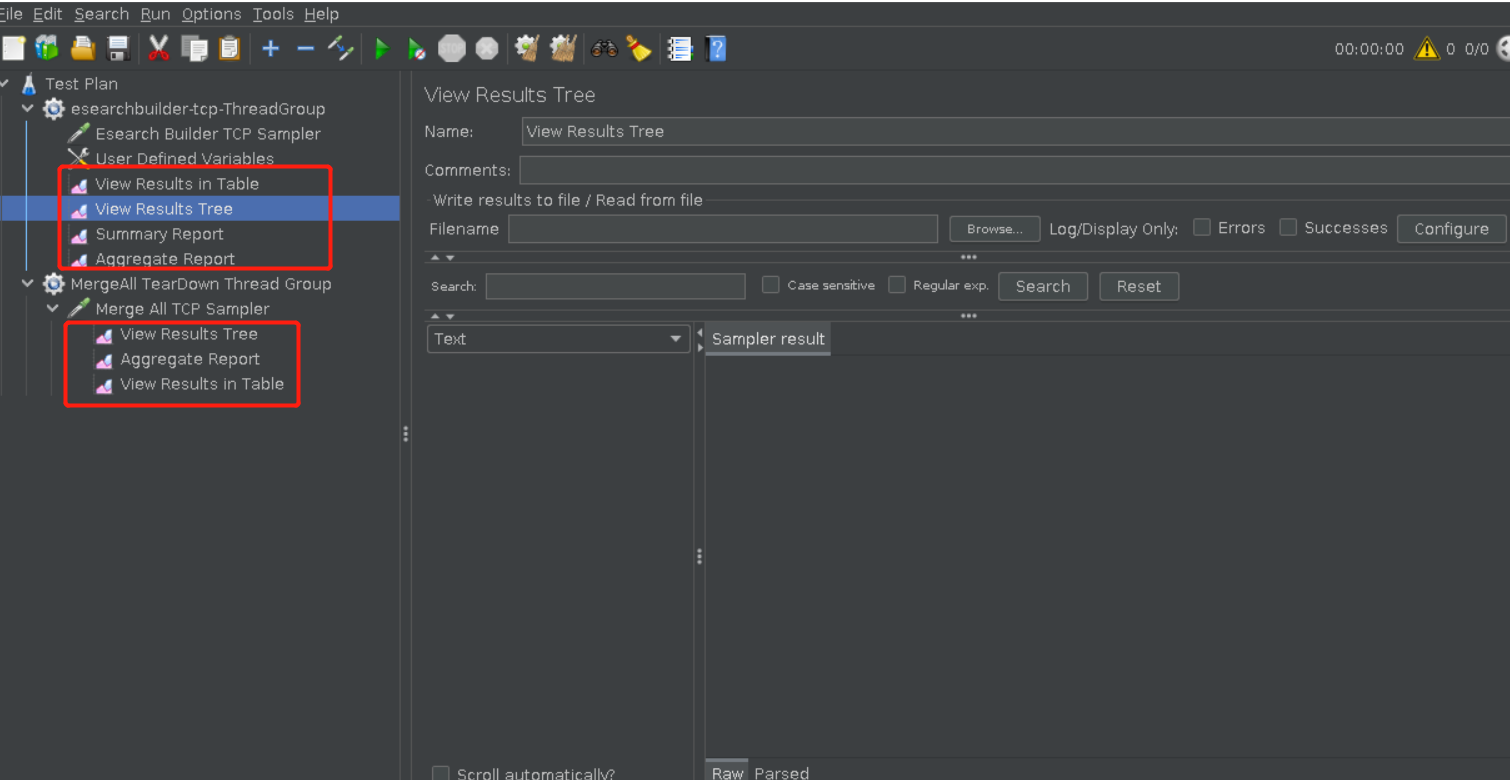 File Edit Search Run Options Tools Help
STOP
00:00:00 0 0/0
Test Plan
esearchbuilder-tcp-ThreadGroup
Esearch Builder TCP Sampler
User Defined Variables
View Results in Table
View Results Tree
Summary Report
Aggregate Report
MergeAll TearDown Thread Group
Merge All TCP Sampler
View Results Tree
Aggregate Report
View Results in Table
View Results Tree
Name: View Results Tree
Comments:
Write results to file / Read from file
Filename Browse... Log/Display Only: Errors Successes Configure
Search: Case sensitive Regular exp. Search Reset
Text Sampler result
Scroll automatically? Raw Parsed